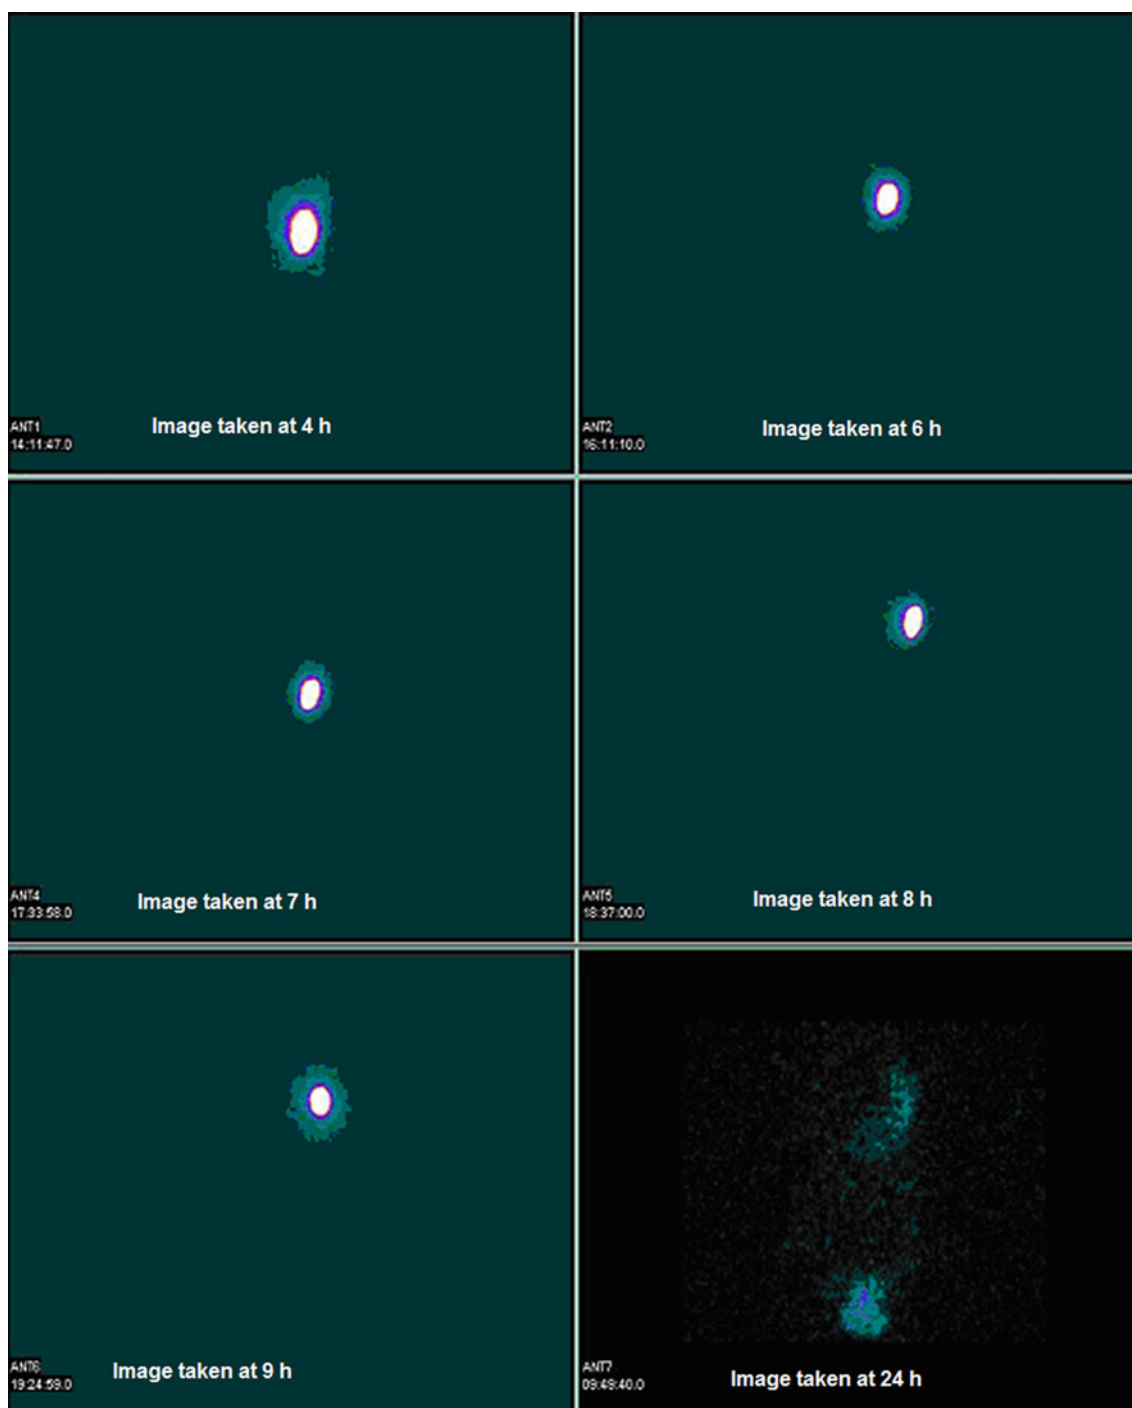 ANT1
14:11:47.0
Image taken at 4 h
ANT2
16:11:10.0
Image taken at 6 h
ANT4
17:33:58.0
Image taken at 7 h
ANT5
18:37:00.0
Image taken at 8 h
ANT6
19:24:59.0
Image taken at 9 h
ANT7
09:49:40.0
Image taken at 24 h